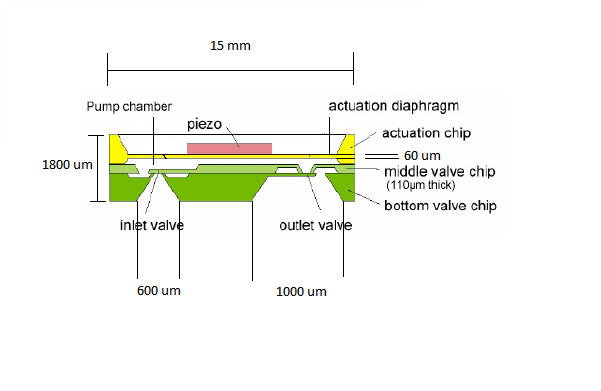 15 mm
Pump chamber
actuation diaphragm
piezo
actuation chip
1800 um
60 um
middle valve chip
(110µm thick)
bottom valve chip
inlet valve
outlet valve
600 um
1000 um